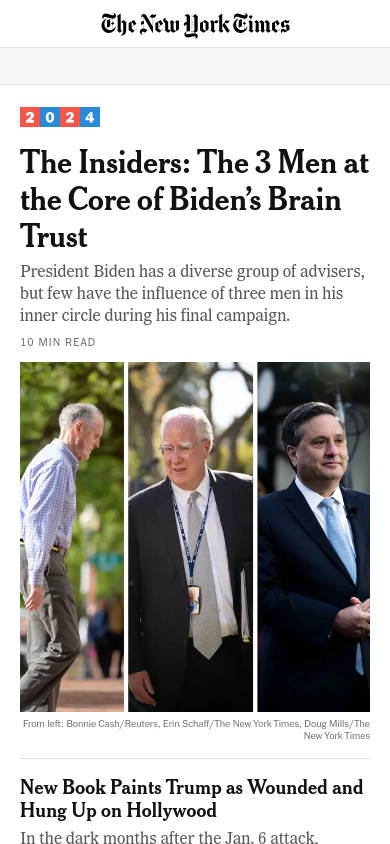 The New York Times
2024
The Insiders: The 3 Men at
the Core of Biden’s Brain
Trust
President Biden has a diverse group of advisers,
but few have the influence of three men in his
inner circle during his final campaign.
10 MIN READ
From left: Bonnie Cash/Reuters, Erin Schaff/The New York Times, Doug Mills/The
New York Times
New Book Paints Trump as Wounded and
Hung Up on Hollywood
In the dark months after the Jan. 6 attack.